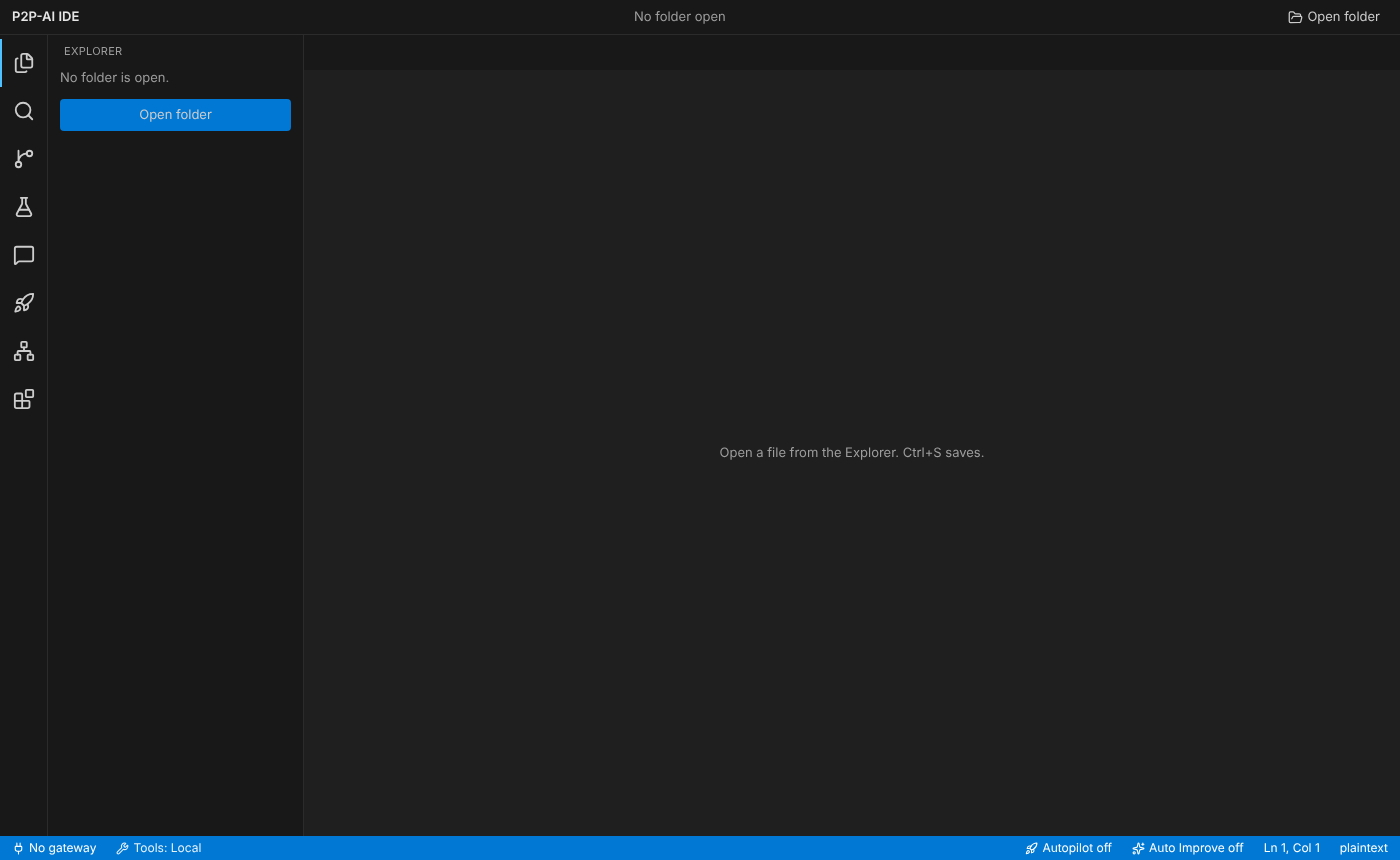 P2P-AI IDE
No folder open
Open folder
EXPLORER
No folder is open.
Open folder
Open a file from the Explorer. Ctrl+S saves.
No gateway
Tools: Local
Autopilot off
Auto Improve off
Ln 1, Col 1
plaintext